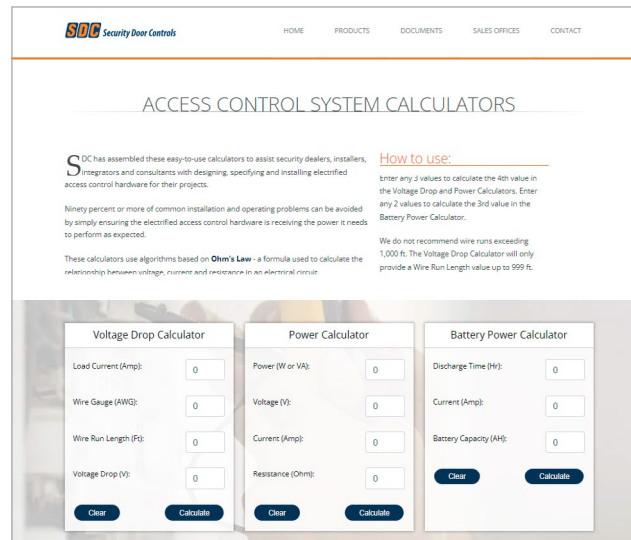 SDC Security Door Controls
HOME PRODUCTS DOCUMENTS SALES OFFICES CONTACT
ACCESS CONTROL SYSTEM CALCULATORS
SDC has assembled these easy-to-use calculators to assist security dealers, installers,
integrators and consultants with designing, specifying and installing electrified
access control hardware for their projects.
Ninety percent or more of common installation and operating problems can be avoided
by simply ensuring the electrified access control hardware is receiving the power it needs
to perform as expected.
These calculators use algorithms based on Ohm's Law - a formula used to calculate the
relationship between voltage, current and resistance in an electrical circuit
How to use:
Enter any 3 values to calculate the 4th value in
the Voltage Drop and Power Calculators. Enter
any 2 values to calculate the 3rd value in the
Battery Power Calculator.
We do not recommend wire runs exceeding
1,000 ft. The Voltage Drop Calculator will only
provide a Wire Run Length value up to 999 ft.
Voltage Drop Calculator
Load Current (Amp): 0
Wire Gauge (AWG): 0
Wire Run Length (Ft): 0
Voltage Drop (V): 0
Clear Calculate
Power Calculator
Power (W or VA): 0
Voltage (V): 0
Current (Amp): 0
Resistance (Ohm): 0
Clear Calculate
Battery Power Calculator
Discharge Time (Hr): 0
Current (Amp): 0
Battery Capacity (AH): 0
Clear Calculate